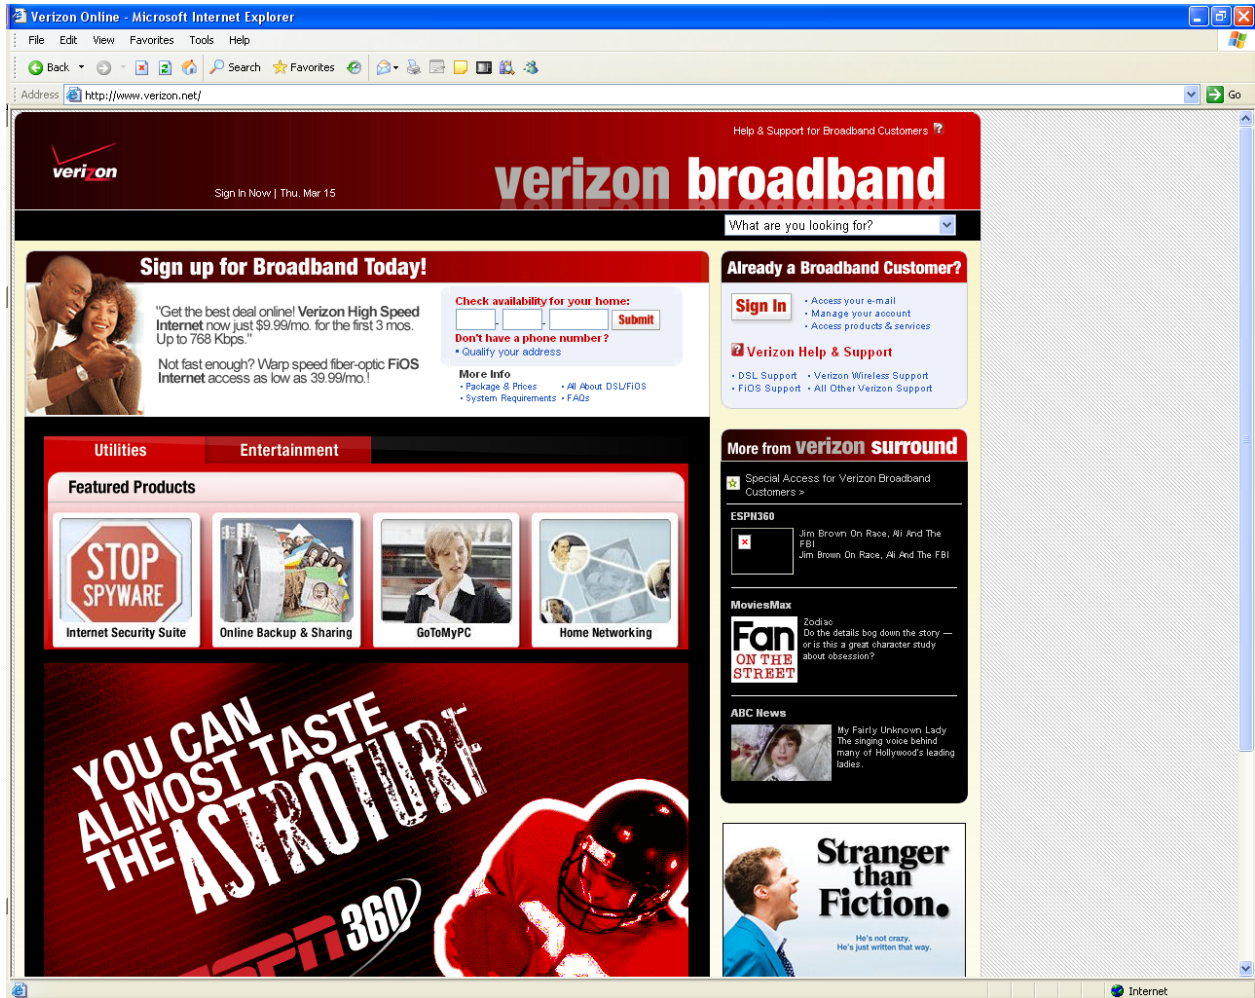 Verizon Online - Microsoft Internet Explorer
File Edit View Favorites Tools Help
Back Search Favorites
Address http://www.verizon.net/ Go
Help & Support for Broadband Customers ?
verizon
Sign In Now | Thu. Mar 15
verizon broadband
What are you looking for?
Sign up for Broadband Today!
"Get the best deal online! Verizon High Speed
Internet now just $9.99/mo. for the first 3 mos.
Up to 768 Kbps."
Not fast enough? Warp speed fiber-optic FiOS
Internet access as low as 39.99/mo.!
Check availability for your home:
- - Submit
Don't have a phone number?
• Qualify your address
More Info
• Package & Prices • All About DSL/FiOS
• System Requirements • FAQs
Already a Broadband Customer?
Sign In
• Access your e-mail
• Manage your account
• Access products & services
? Verizon Help & Support
• DSL Support • Verizon Wireless Support
• FiOS Support • All Other Verizon Support
Utilities Entertainment
Featured Products
STOP
SPYWARE
Internet Security Suite
Online Backup & Sharing
GoToMyPC
Home Networking
YOU CAN
ALMOST TASTE
THE ASTROTURF
ESPN360
More from verizon surround
Special Access for Verizon Broadband
Customers >
ESPN360
Jim Brown On Race, Ali And The
FBI
Jim Brown On Race, Ali And The FBI
MoviesMax
Fan
ON THE
STREET
Zodiac
Do the details bog down the story —
or is this a great character study
about obsession?
ABC News
My Fairly Unknown Lady
The singing voice behind
many of Hollywood's leading
ladies.
Stranger
than
Fiction.
He's not crazy.
He's just written that way.
Internet